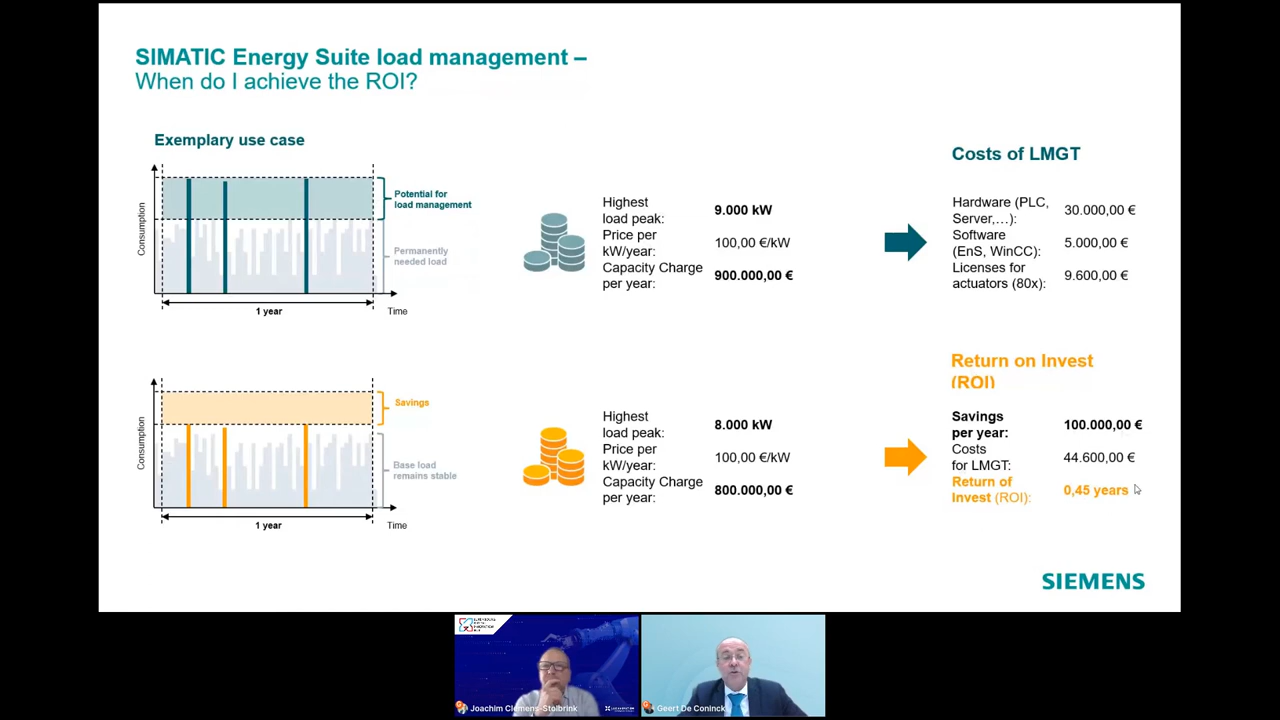 SIMATIC Energy Suite load management –
When do I achieve the ROI?
Exemplary use case
Consumption
Potential for
load management
Permanently
needed load
1 year
Time
Highest
load peak:
9.000 kW
Price per
kW/year:
100,00 €/kW
Capacity Charge
per year:
900.000,00 €
Costs of LMGT
Hardware (PLC,
Server,…):
30.000,00 €
Software
(EnS, WinCC):
5.000,00 €
Licenses for
actuators (80x):
9.600,00 €
Consumption
Savings
Base load
remains stable
1 year
Time
Highest
load peak:
8.000 kW
Price per
kW/year:
100,00 €/kW
Capacity Charge
per year:
800.000,00 €
Return on Invest
(ROI)
Savings
per year:
100.000,00 €
Costs
for LMGT:
44.600,00 €
Return of
Invest (ROI):
0,45 years
SIEMENS
Joachim Clemens-Stolbrink
Geert De Coninck